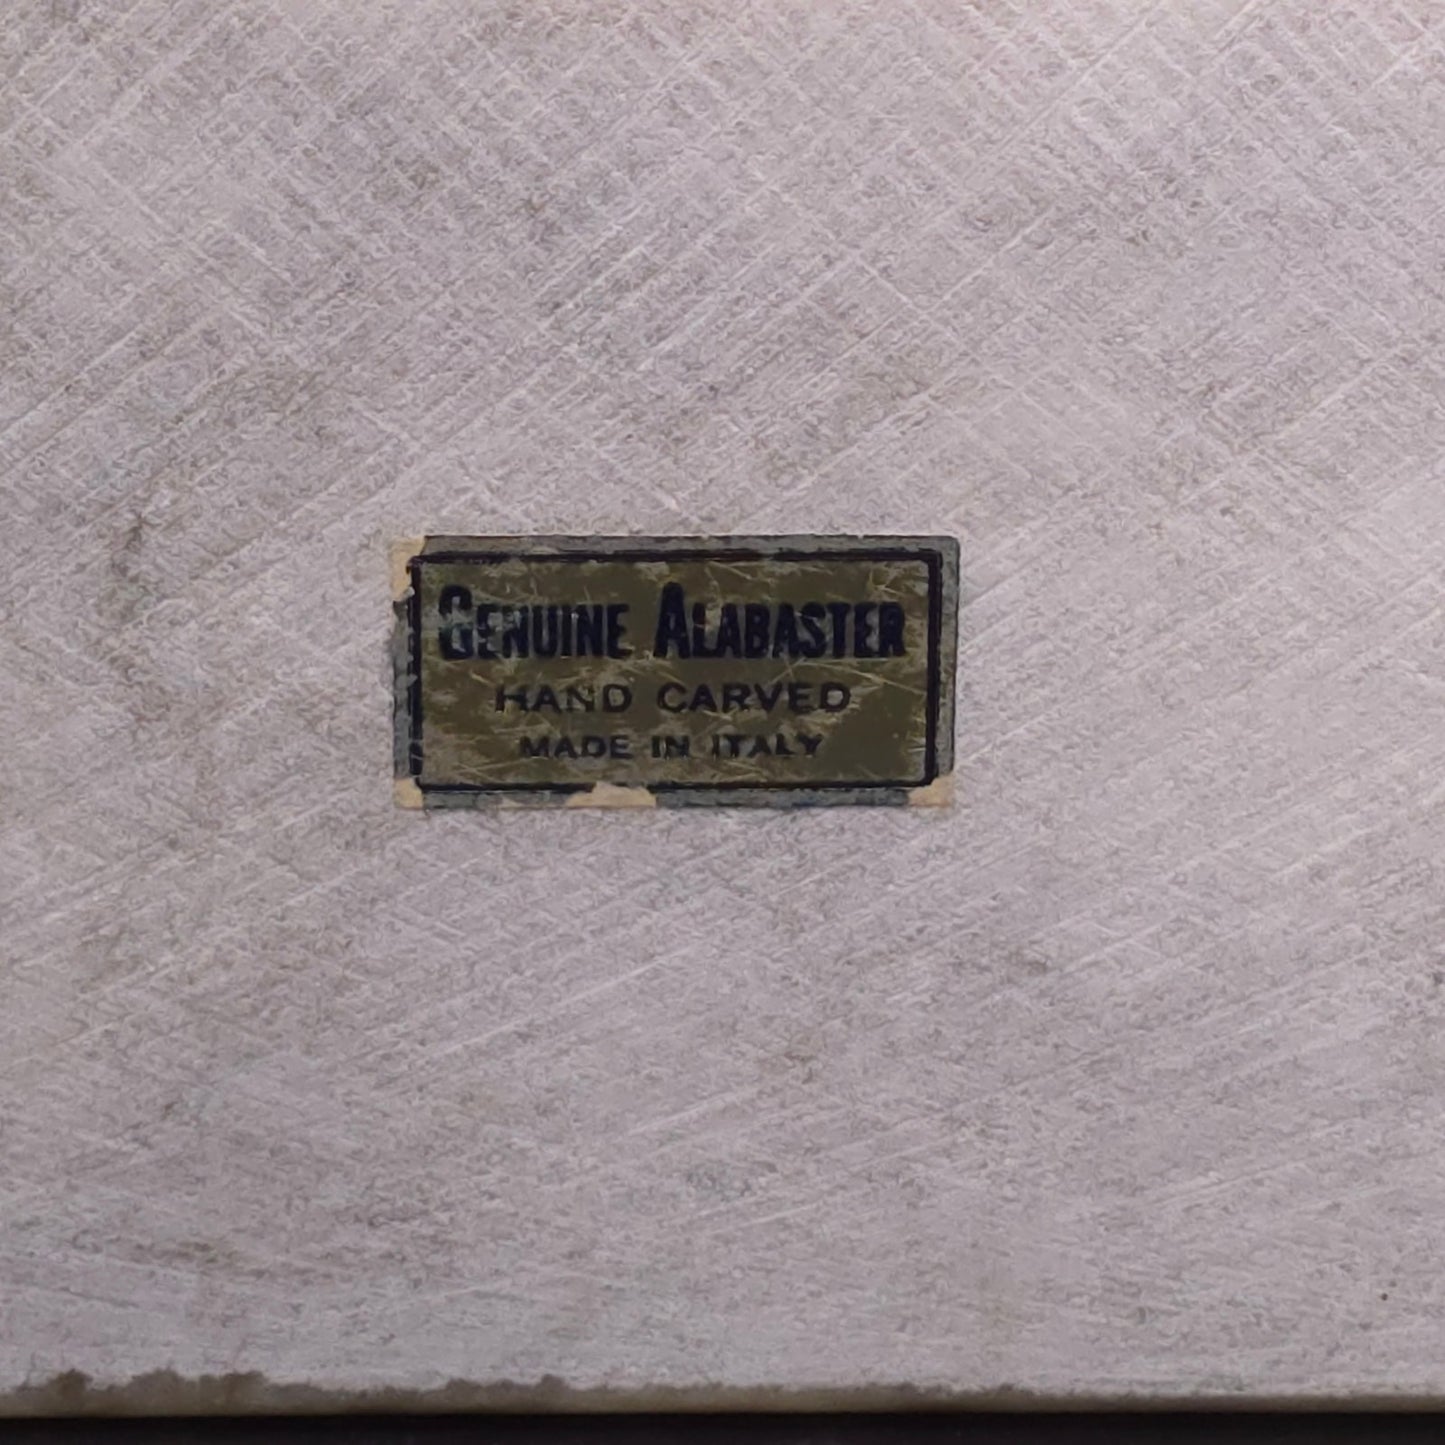 GENUINE ALABASTER
HAND CARVED
MADE IN ITALY